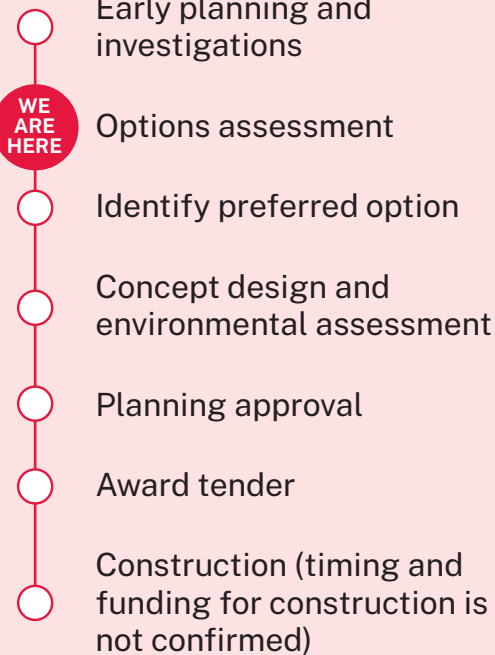 Early planning and
investigations
WE
ARE
HERE
Options assessment
Identify preferred option
Concept design and
environmental assessment
Planning approval
Award tender
Construction (timing and
funding for construction is
not confirmed)